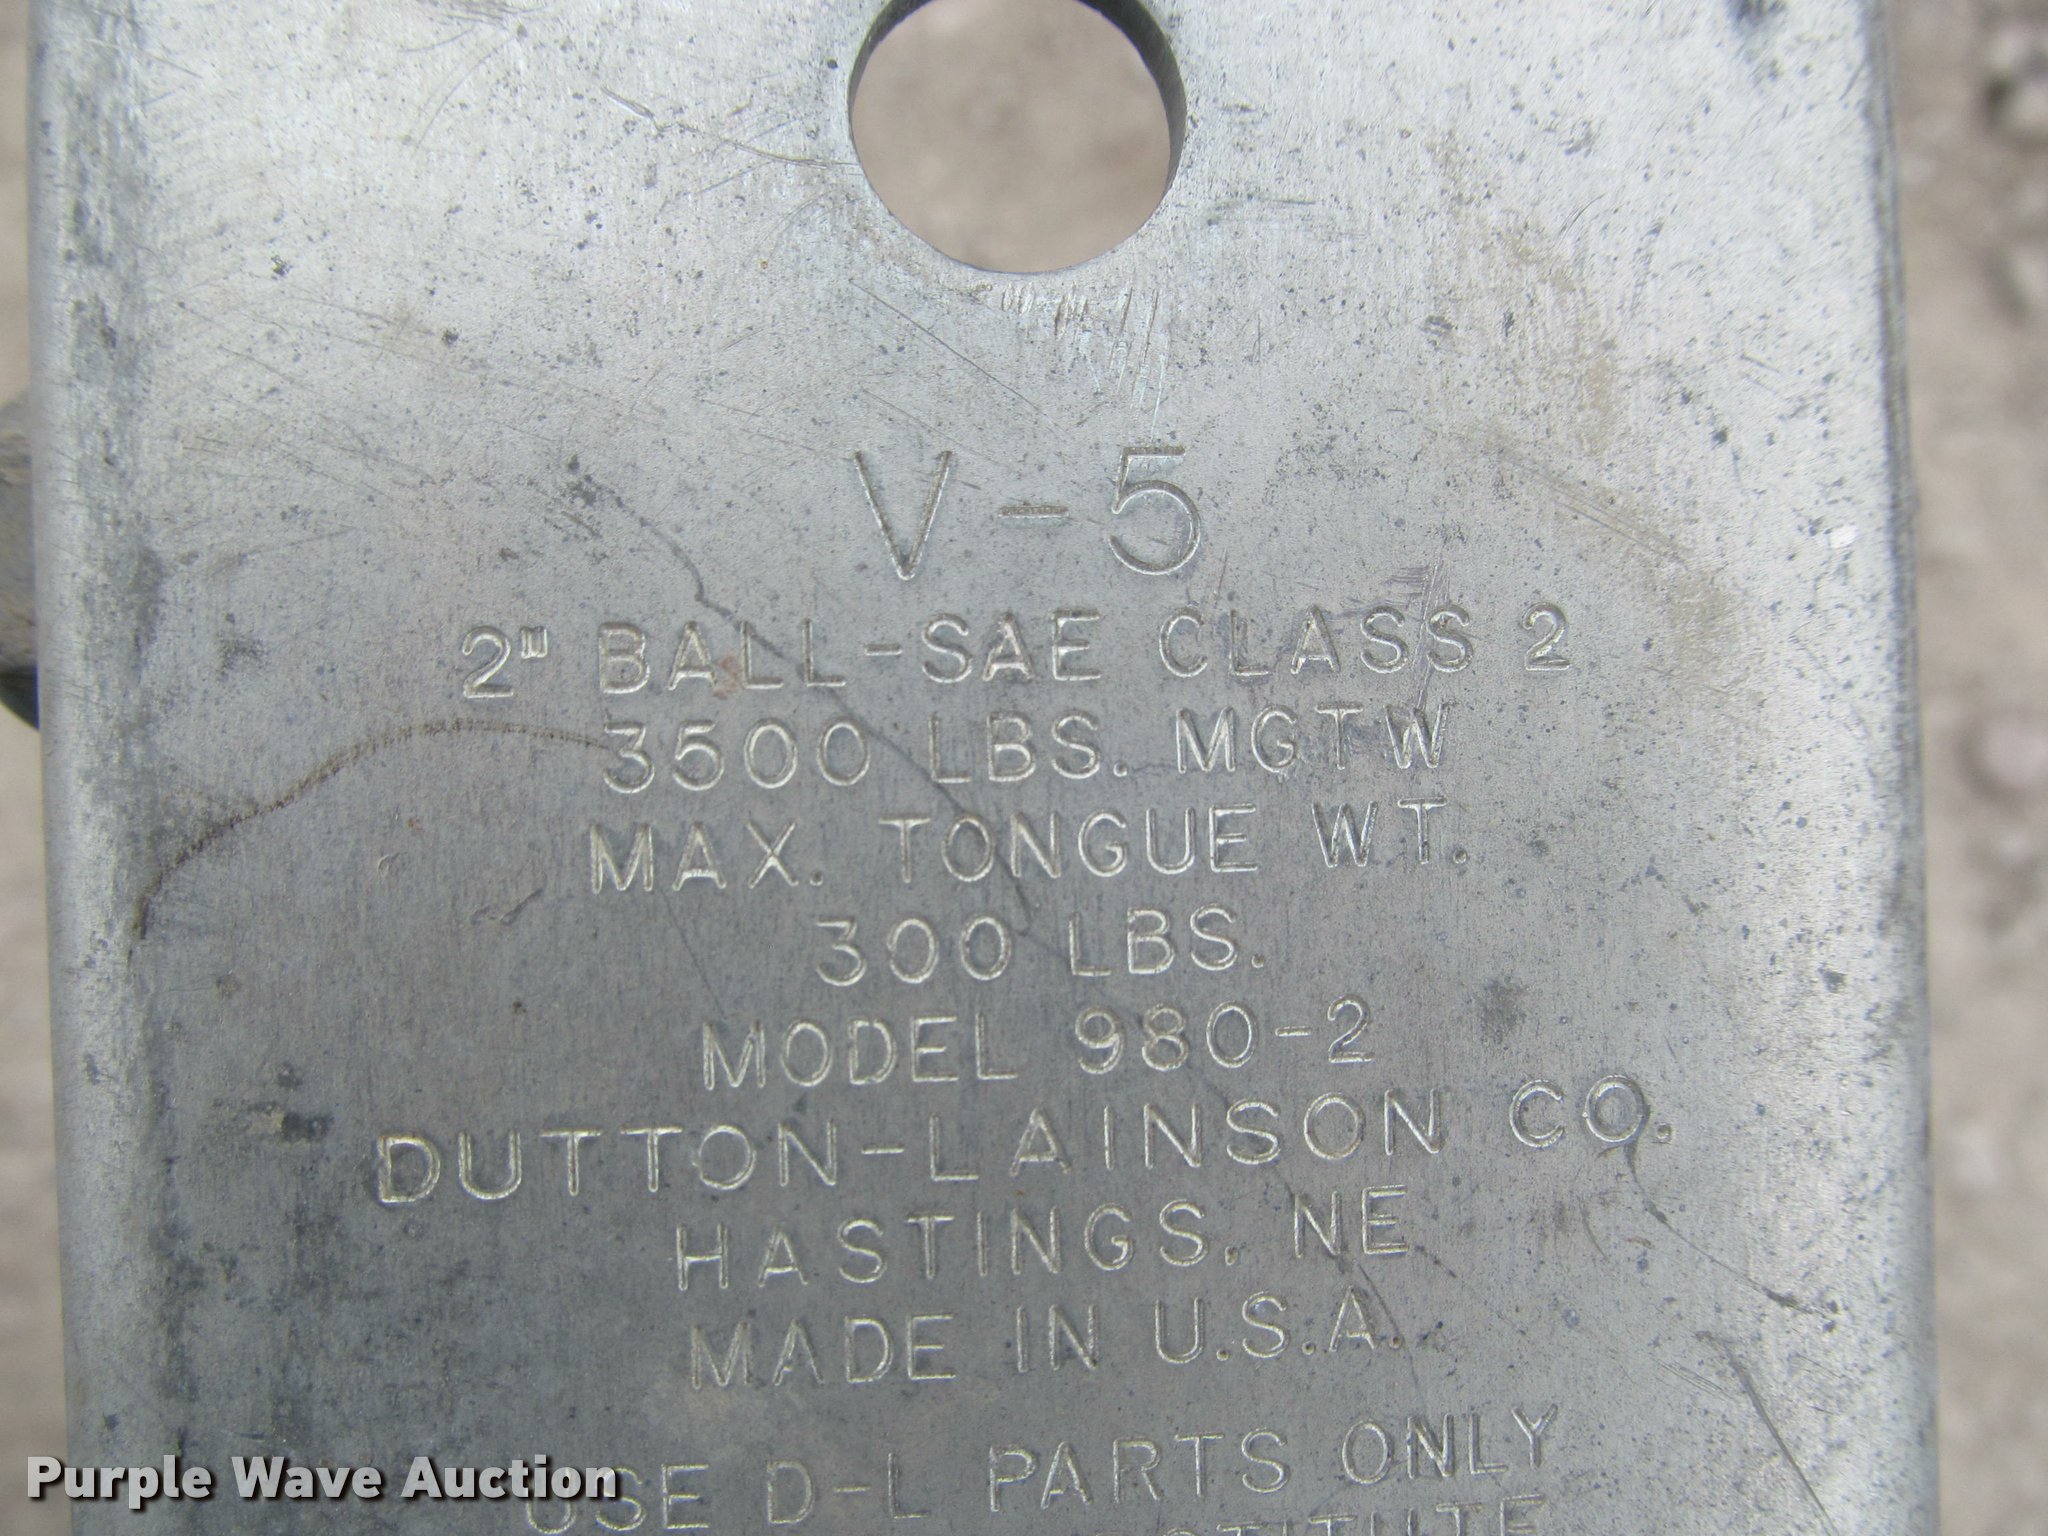 V-5
2" BALL-SAE CLASS 2
3500 LBS. MGTW
MAX. TONGUE WT.
300 LBS.
MODEL 980-2
DUTTON-LAINSON CO.
HASTINGS, NE
MADE IN U.S.A.
USE D-L PARTS ONLY
Purple Wave Auction